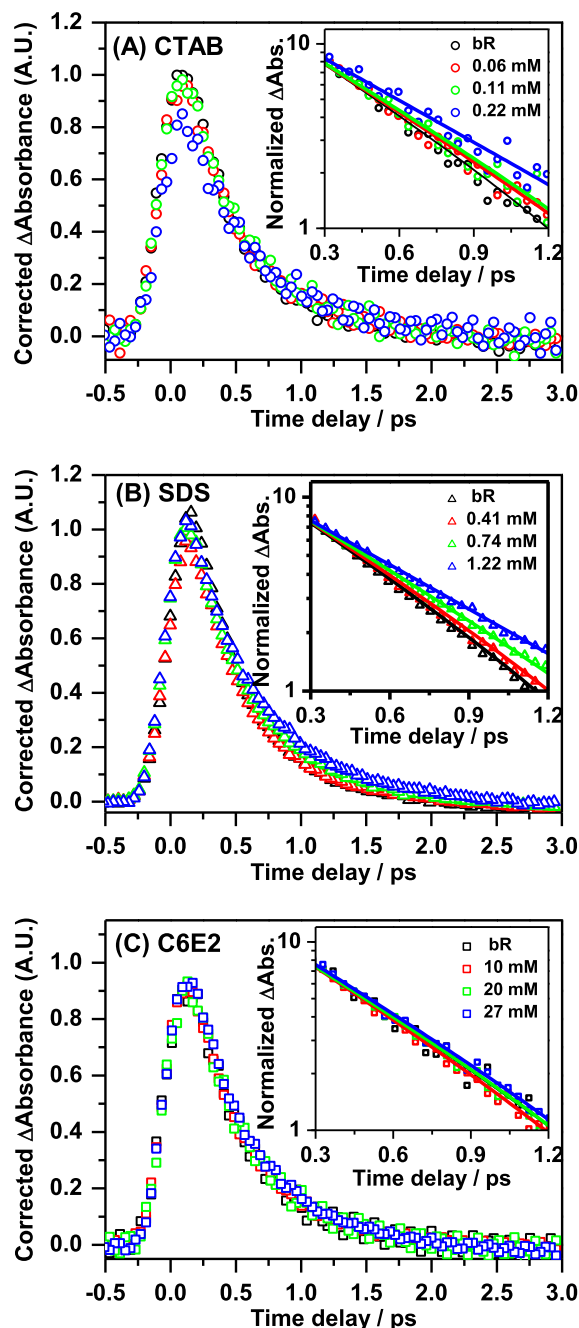 (A) CTAB
Corrected ΔAbsorbance (A.U.)
1.2
1.0
0.8
0.6
0.4
0.2
0.0
-0.5 0.0 0.5 1.0 1.5 2.0 2.5 3.0
Time delay / ps
Normalized ΔAbs.
10
1
bR
0.06 mM
0.11 mM
0.22 mM
0.3 0.6 0.9 1.2
Time delay / ps
(B) SDS
Corrected ΔAbsorbance (A.U.)
1.2
1.0
0.8
0.6
0.4
0.2
0.0
-0.5 0.0 0.5 1.0 1.5 2.0 2.5 3.0
Time delay / ps
Normalized ΔAbs.
10
1
bR
0.41 mM
0.74 mM
1.22 mM
0.3 0.6 0.9 1.2
Time delay / ps
(C) C6E2
Corrected ΔAbsorbance (A.U.)
1.0
0.8
0.6
0.4
0.2
0.0
-0.5 0.0 0.5 1.0 1.5 2.0 2.5 3.0
Time delay / ps
Normalized ΔAbs.
10
1
bR
10 mM
20 mM
27 mM
0.3 0.6 0.9 1.2
Time delay / ps